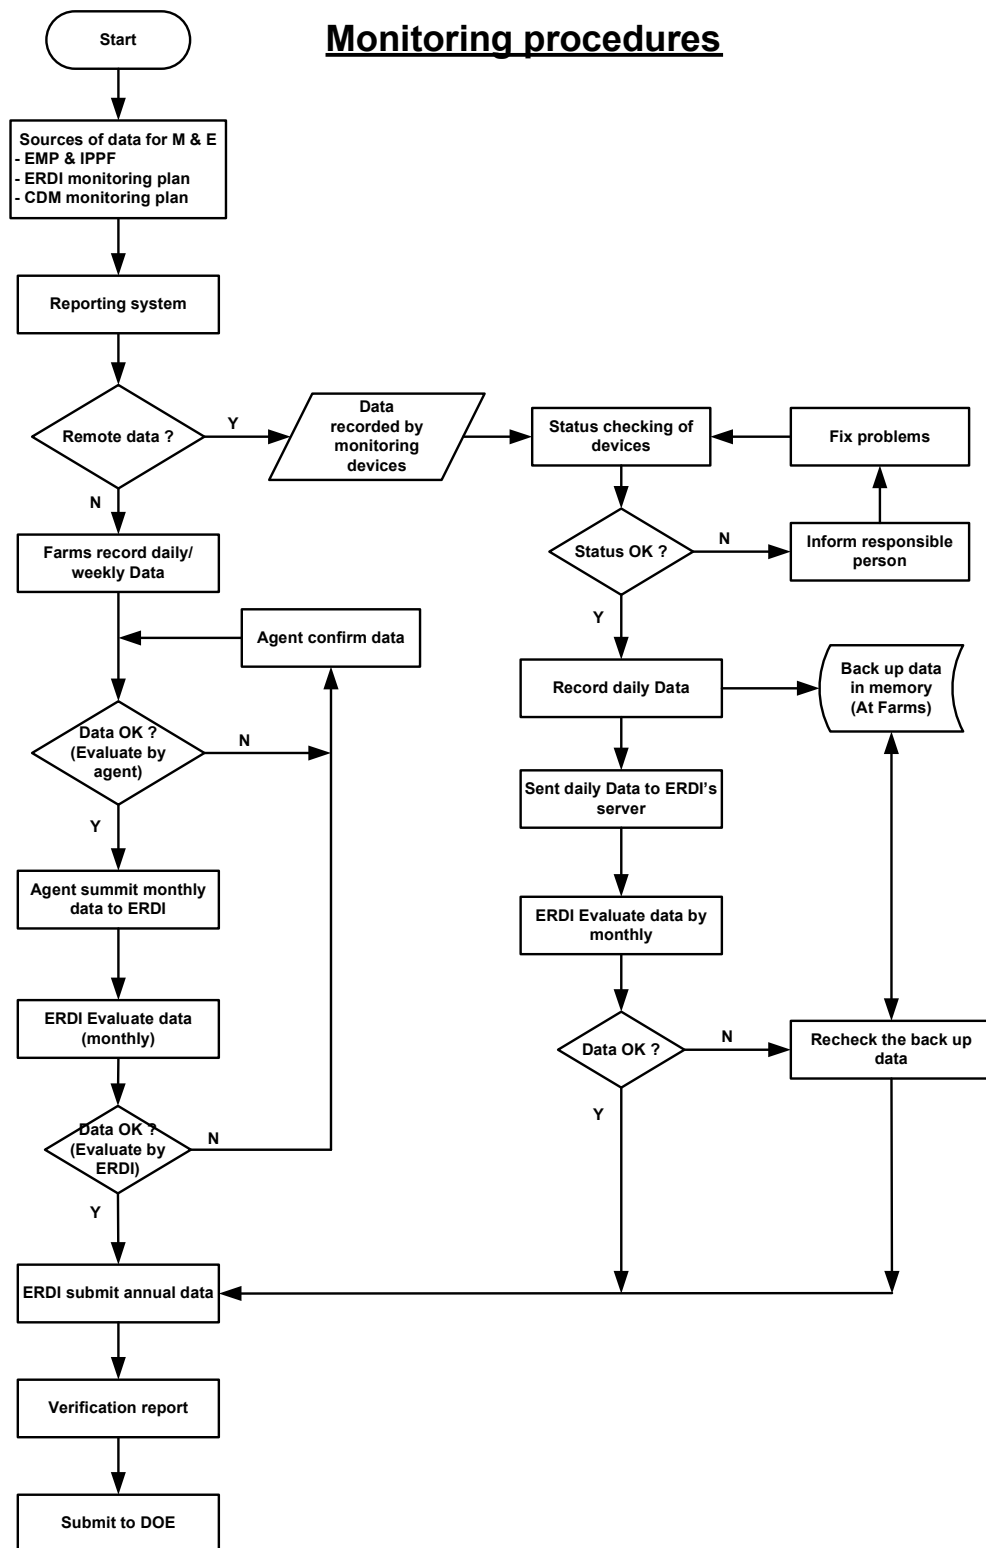 Monitoring procedures
Start
Sources of data for M & E
- EMP & IPPF
- ERDI monitoring plan
- CDM monitoring plan
Reporting system
Remote data ?
Y
N
Data
recorded by
monitoring
devices
Status checking of
devices
Fix problems
Status OK ?
N
Y
Inform responsible
person
Farms record daily/
weekly Data
Agent confirm data
Data OK ?
(Evaluate by
agent)
N
Y
Record daily Data
Back up data
in memory
(At Farms)
Sent daily Data to ERDI's
server
Agent summit monthly
data to ERDI
ERDI Evaluate data by
monthly
ERDI Evaluate data
(monthly)
Data OK ?
N
Y
Recheck the back up
data
Data OK ?
(Evaluate by
ERDI)
N
Y
ERDI submit annual data
Verification report
Submit to DOE